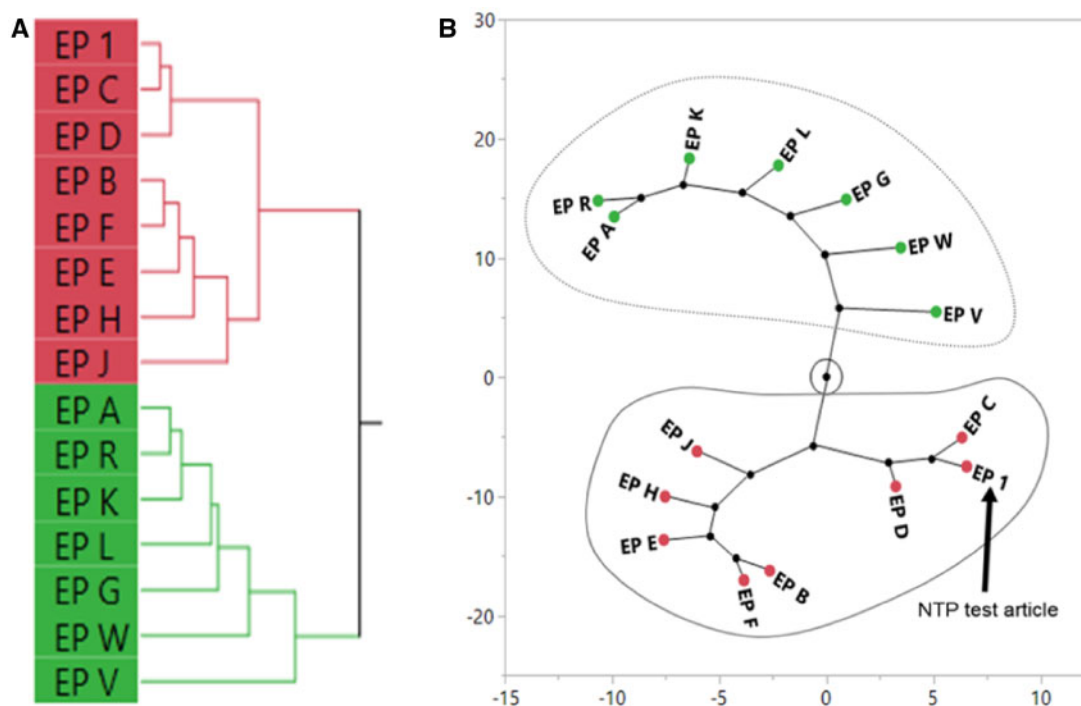 A
EP 1
EP C
EP D
EP B
EP F
EP E
EP H
EP J
EP A
EP R
EP K
EP L
EP G
EP W
EP V
B
30
20
10
0
-10
-20
-15
-10
-5
0
5
10
EP K
EP L
EP R
EP A
EP G
EP W
EP V
EP J
EP C
EP H
EP 1
EP D
EP E
EP B
EP F
NTP test article